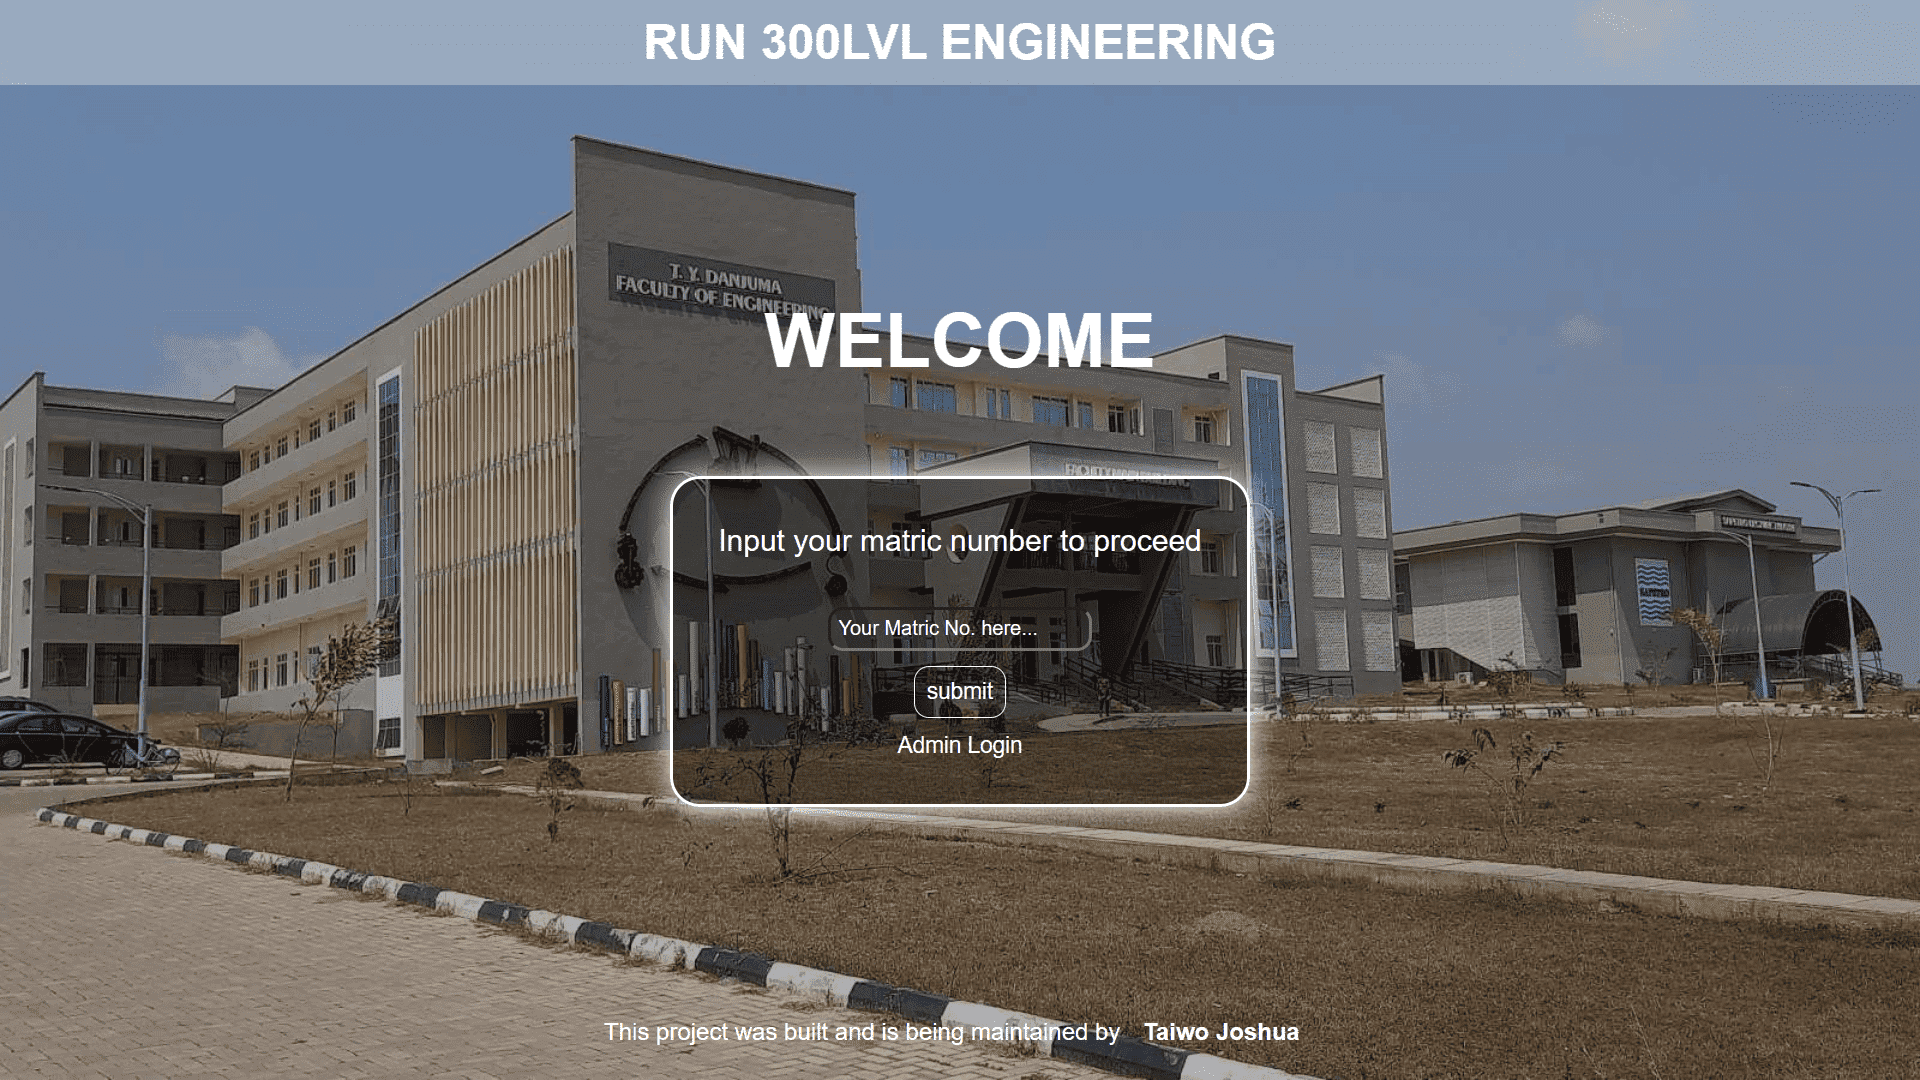 RUN 300LVL ENGINEERING
T. Y. DANJUMA
FACULTY OF ENGINEERING
WELCOME
Input your matric number to proceed
Your Matric No. here...
submit
Admin Login
This project was built and is being maintained by Taiwo Joshua